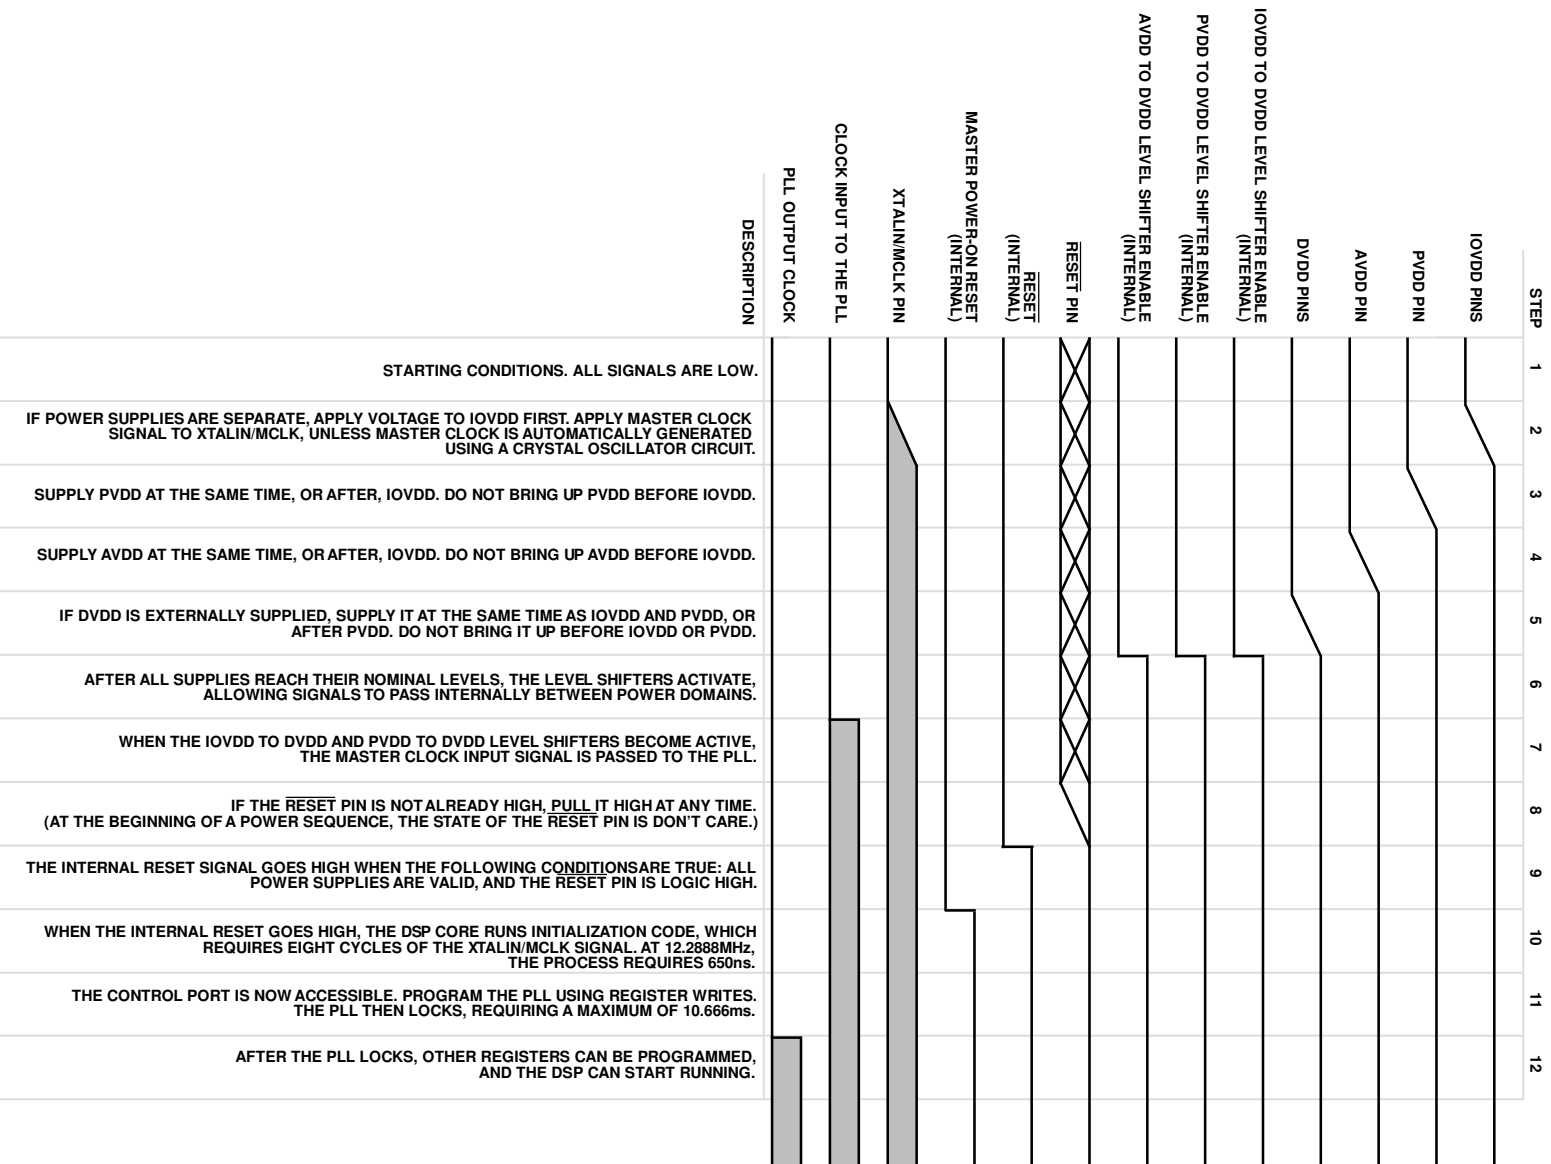 STEP
1
2
3
4
5
6
7
8
9
10
11
12
IOVDD PINS
PVDD PIN
AVDD PIN
DVDD PINS
IOVDD TO DVDD LEVEL SHIFTER ENABLE
(INTERNAL)
PVDD TO DVDD LEVEL SHIFTER ENABLE
(INTERNAL)
AVDD TO DVDD LEVEL SHIFTER ENABLE
(INTERNAL)
RESET PIN
RESET
(INTERNAL)
MASTER POWER-ON RESET
(INTERNAL)
XTALIN/MCLK PIN
CLOCK INPUT TO THE PLL
PLL OUTPUT CLOCK
DESCRIPTION
STARTING CONDITIONS. ALL SIGNALS ARE LOW.
IF POWER SUPPLIES ARE SEPARATE, APPLY VOLTAGE TO IOVDD FIRST. APPLY MASTER CLOCK
SIGNAL TO XTALIN/MCLK, UNLESS MASTER CLOCK IS AUTOMATICALLY GENERATED
USING A CRYSTAL OSCILLATOR CIRCUIT.
SUPPLY PVDD AT THE SAME TIME, OR AFTER, IOVDD. DO NOT BRING UP PVDD BEFORE IOVDD.
SUPPLY AVDD AT THE SAME TIME, OR AFTER, IOVDD. DO NOT BRING UP AVDD BEFORE IOVDD.
IF DVDD IS EXTERNALLY SUPPLIED, SUPPLY IT AT THE SAME TIME AS IOVDD AND PVDD, OR
AFTER PVDD. DO NOT BRING IT UP BEFORE IOVDD OR PVDD.
AFTER ALL SUPPLIES REACH THEIR NOMINAL LEVELS, THE LEVEL SHIFTERS ACTIVATE,
ALLOWING SIGNALS TO PASS INTERNALLY BETWEEN POWER DOMAINS.
WHEN THE IOVDD TO DVDD AND PVDD TO DVDD LEVEL SHIFTERS BECOME ACTIVE,
THE MASTER CLOCK INPUT SIGNAL IS PASSED TO THE PLL.
IF THE RESET PIN IS NOT ALREADY HIGH, PULL IT HIGH AT ANY TIME.
(AT THE BEGINNING OF A POWER SEQUENCE, THE STATE OF THE RESET PIN IS DON'T CARE.)
THE INTERNAL RESET SIGNAL GOES HIGH WHEN THE FOLLOWING CONDITIONSARE TRUE: ALL
POWER SUPPLIES ARE VALID, AND THE RESET PIN IS LOGIC HIGH.
WHEN THE INTERNAL RESET GOES HIGH, THE DSP CORE RUNS INITIALIZATION CODE, WHICH
REQUIRES EIGHT CYCLES OF THE XTALIN/MCLK SIGNAL. AT 12.2888MHz,
THE PROCESS REQUIRES 650ns.
THE CONTROL PORT IS NOW ACCESSIBLE. PROGRAM THE PLL USING REGISTER WRITES.
THE PLL THEN LOCKS, REQUIRING A MAXIMUM OF 10.666ms.
AFTER THE PLL LOCKS, OTHER REGISTERS CAN BE PROGRAMMED,
AND THE DSP CAN START RUNNING.